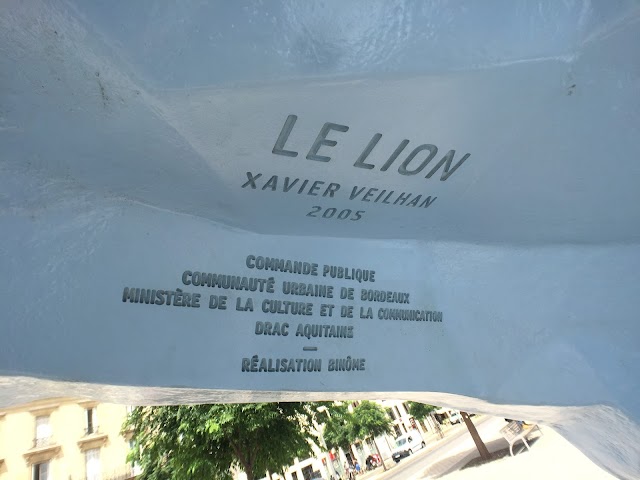 LE LION
XAVIER VEILHAN
2005
COMMANDE PUBLIQUE
COMMUNAUTÉ URBAINE DE BORDEAUX
MINISTÈRE DE LA CULTURE ET DE LA COMMUNICATION
DRAC AQUITAINE
—
RÉALISATION BINÔME